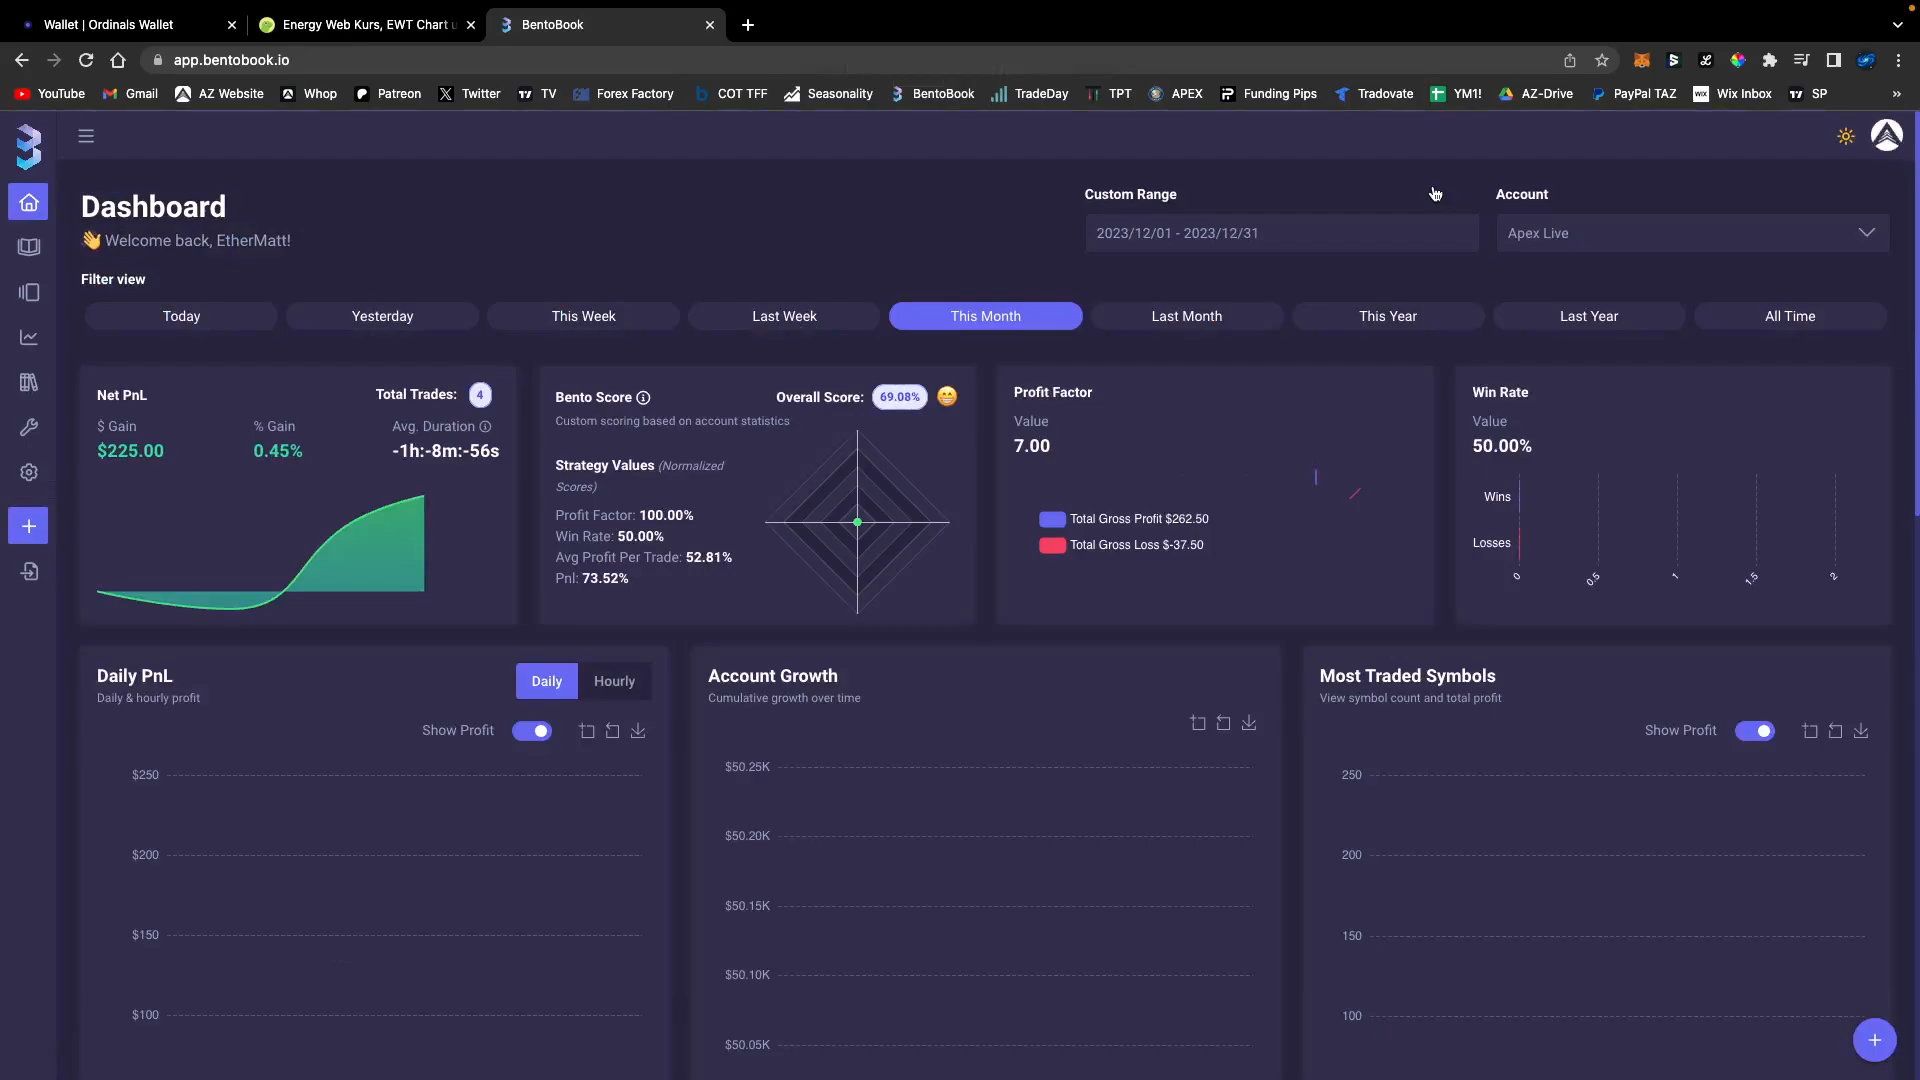 Wallet | Ordinals Wallet
Energy Web Kurs, EWT Chart u
BentoBook
app.bentobook.io
YouTube
Gmail
AZ Website
Whop
Patreon
Twitter
TV
Forex Factory
COT TFF
Seasonality
BentoBook
TradeDay
TPT
APEX
Funding Pips
Tradovate
YM1!
AZ-Drive
PayPal TAZ
WIX Wix Inbox
SP
Dashboard
👋 Welcome back, EtherMatt!
Custom Range
2023/12/01 - 2023/12/31
Account
Apex Live
Filter view
Today
Yesterday
This Week
Last Week
This Month
Last Month
This Year
Last Year
All Time
Net PnL
Total Trades: 4
$ Gain
% Gain
Avg. Duration
$225.00
0.45%
-1h:-8m:-56s
Bento Score
Overall Score: 69.08% 😁
Custom scoring based on account statistics
Strategy Values (Normalized
Scores)
Profit Factor: 100.00%
Win Rate: 50.00%
Avg Profit Per Trade: 52.81%
Pnl: 73.52%
Profit Factor
Value
7.00
Total Gross Profit $262.50
Total Gross Loss $-37.50
Win Rate
Value
50.00%
Wins
Losses
0
0.5
1
1.5
2
Daily PnL
Daily & hourly profit
Daily
Hourly
Show Profit
$250
$200
$150
$100
Account Growth
Cumulative growth over time
$50.25K
$50.20K
$50.15K
$50.10K
$50.05K
Most Traded Symbols
View symbol count and total profit
Show Profit
250
200
150
100